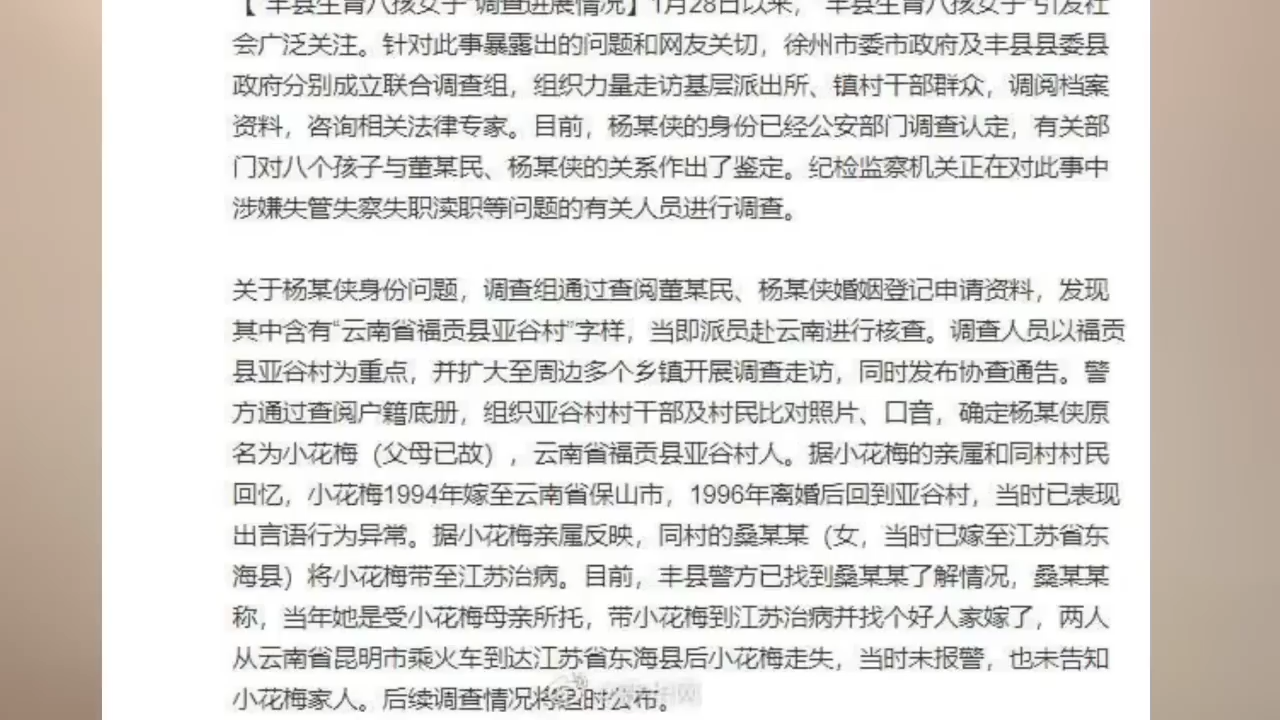 【“丰县生育八孩女子”调查进展情况】1月28日以来，“丰县生育八孩女子”引发社
会广泛关注。针对此事暴露出的问题和网友关切，徐州市委市政府及丰县县委县
政府分别成立联合调查组，组织力量走访基层派出所、镇村干部群众，调阅档案
资料，咨询相关法律专家。目前，杨某侠的身份已经公安部门调查认定，有关部
门对八个孩子与董某民、杨某侠的关系作出了鉴定。纪检监察机关正在对此事中
涉嫌失管失察失职渎职等问题的有关人员进行调查。
关于杨某侠身份问题，调查组通过查阅董某民、杨某侠婚姻登记申请资料，发现
其中含有“云南省福贡县亚谷村”字样，当即派员赴云南进行核查。调查人员以福贡
县亚谷村为重点，并扩大至周边多个乡镇开展调查走访，同时发布协查通告。警
方通过查阅户籍底册，组织亚谷村村干部及村民比对照片、口音，确定杨某侠原
名为小花梅（父母已故），云南省福贡县亚谷村人。据小花梅的亲属和同村村民
回忆，小花梅1994年嫁至云南省保山市，1996年离婚后回到亚谷村，当时已表现
出言语行为异常。据小花梅亲属反映，同村的桑某某（女，当时已嫁至江苏省东
海县）将小花梅带至江苏治病。目前，丰县警方已找到桑某某了解情况，桑某某
称，当年她是受小花梅母亲所托，带小花梅到江苏治病并找个好人家嫁了，两人
从云南省昆明市乘火车到达江苏省东海县后小花梅走失，当时未报警，也未告知
小花梅家人。后续调查情况将适时公布。